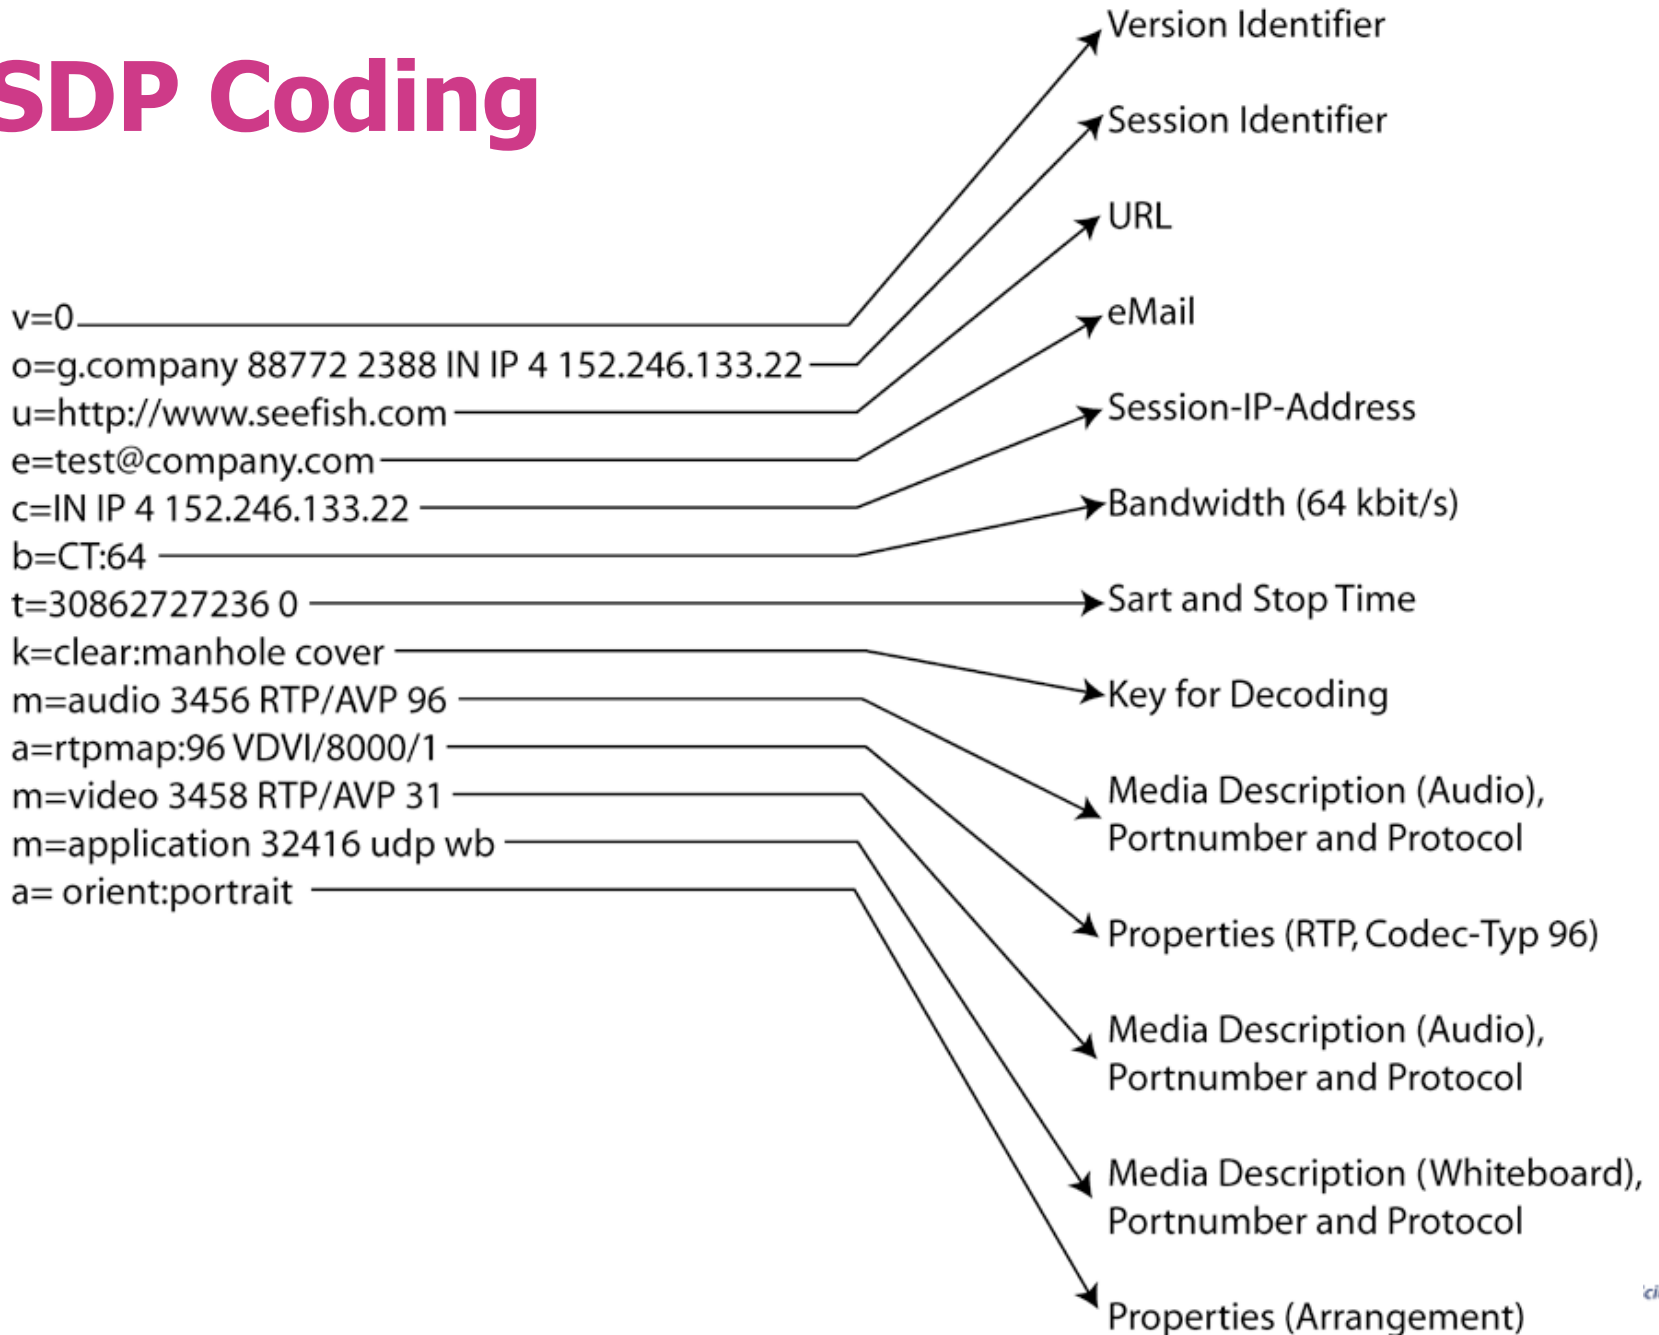 SDP Coding
v=0
o=g.company 88772 2388 IN IP 4 152.246.133.22
u=http://www.seefish.com
e=test@company.com
c=IN IP 4 152.246.133.22
b=CT:64
t=30862727236 0
k=clear:manhole cover
m=audio 3456 RTP/AVP 96
a=rtpmap:96 VDVI/8000/1
m=video 3458 RTP/AVP 31
m=application 32416 udp wb
a= orient:portrait
Version Identifier
Session Identifier
URL
eMail
Session-IP-Address
Bandwidth (64 kbit/s)
Sart and Stop Time
Key for Decoding
Media Description (Audio),
Portnumber and Protocol
Properties (RTP, Codec-Typ 96)
Media Description (Audio),
Portnumber and Protocol
Media Description (Whiteboard),
Portnumber and Protocol
Properties (Arrangement)